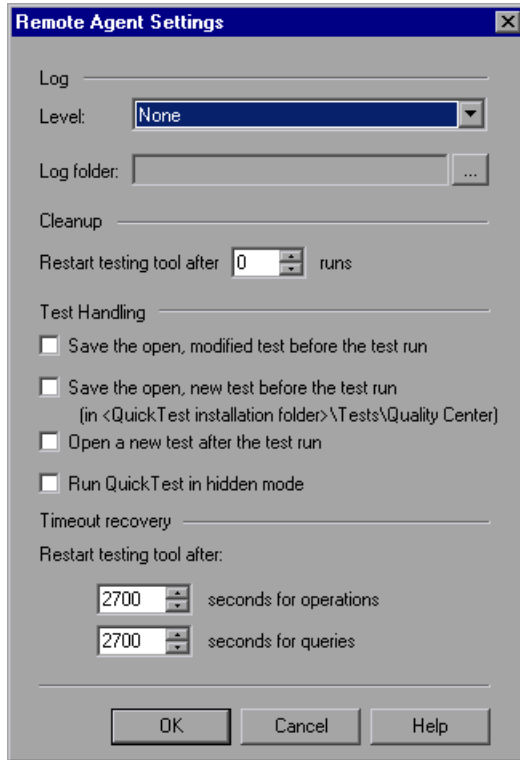 Remote Agent Settings
Log
Level: None
Log folder: ...
Cleanup
Restart testing tool after 0 runs
Test Handling
Save the open, modified test before the test run
Save the open, new test before the test run
(in <QuickTest installation folder>\Tests\Quality Center)
Open a new test after the test run
Run QuickTest in hidden mode
Timeout recovery
Restart testing tool after:
2700 seconds for operations
2700 seconds for queries
OK Cancel Help